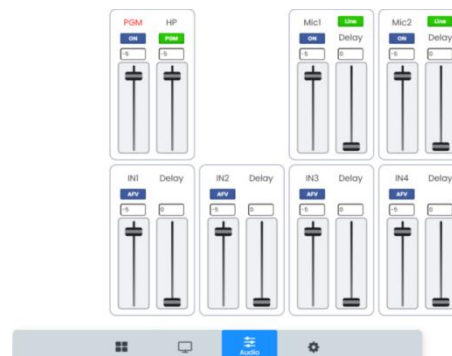 PGM HP Mic1 Line Mic2 Line
ON PGM ON Delay ON Delay
-5 -5 -5 0 -5 0
IN1 Delay IN2 Delay IN3 Delay IN4 Delay
AFV AFV AFV AFV
-5 0 -5 0 -5 0 -5 0
Audio